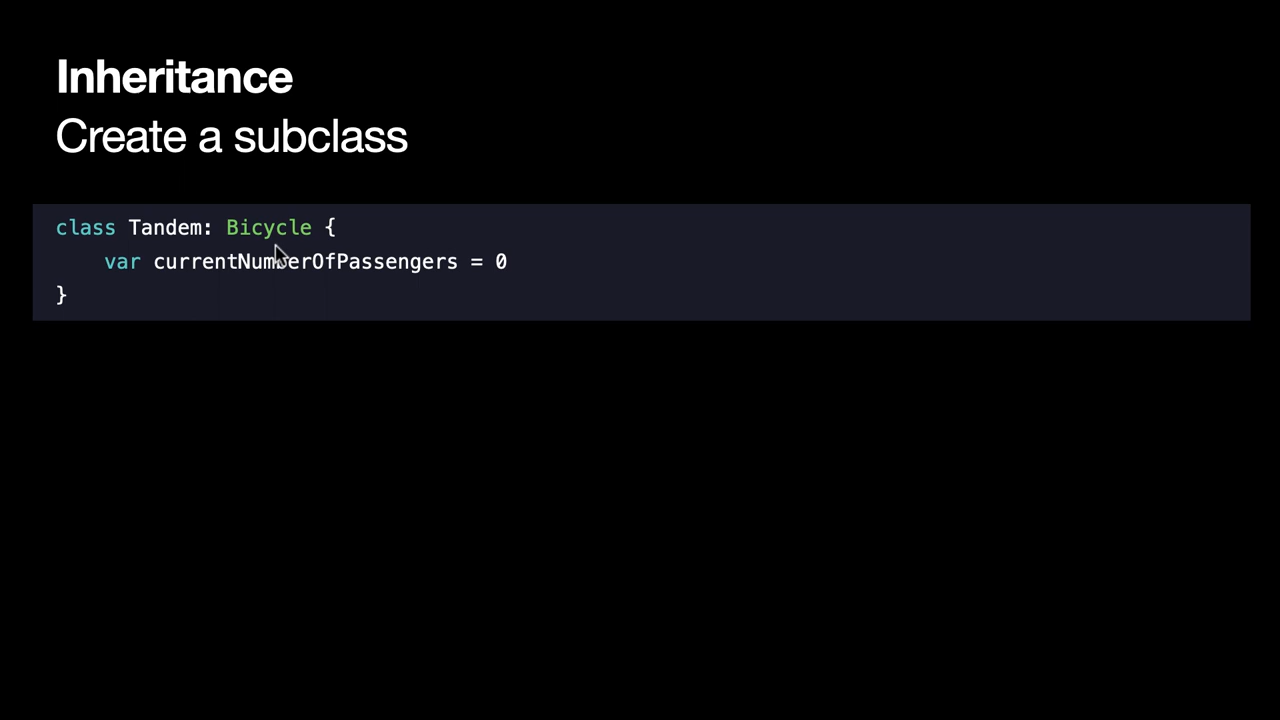 Inheritance
Create a subclass
class Tandem: Bicycle {
    var currentNumberOfPassengers = 0
}